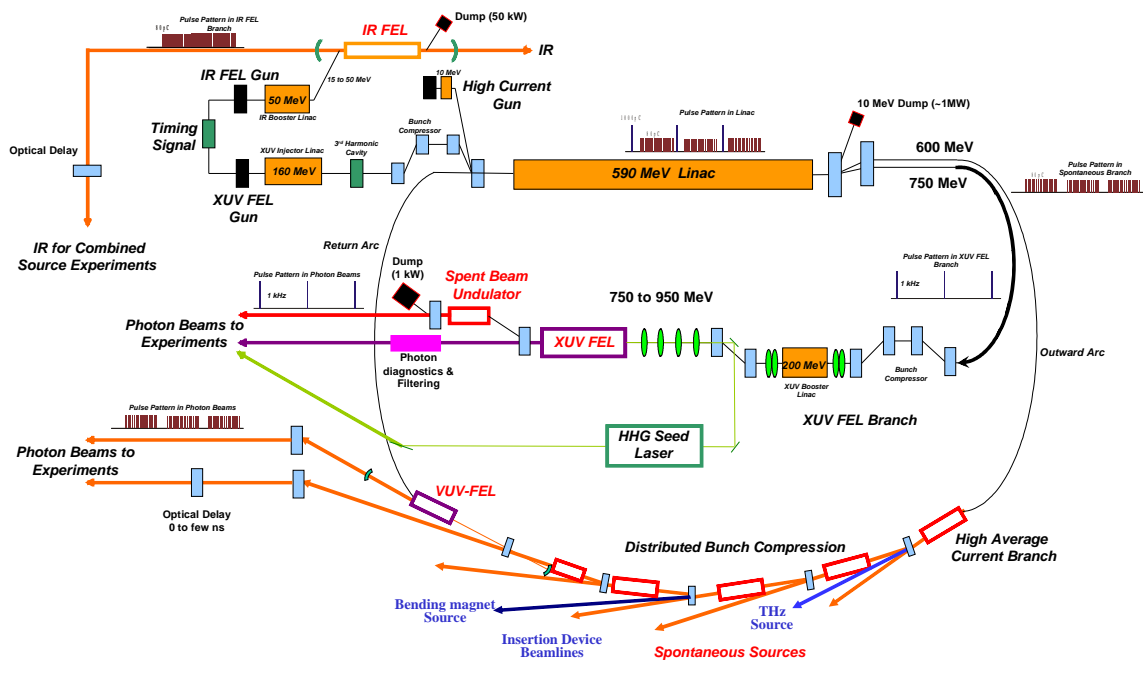 Pulse Pattern in IR FEL
Branch
IR FEL
Dump (50 kW)
IR
IR FEL Gun
15 to 50 MeV
10 MeV
High Current
Gun
50 MeV
IR Booster Linac
Timing
Signal
Optical Delay
XUV Injector Linac
160 MeV
3rd Harmonic
Cavity
Bunch
Compressor
XUV FEL
Gun
Pulse Pattern in Linac
10 MeV Dump (~1MW)
590 MeV Linac
600 MeV
750 MeV
Pulse Pattern in
Spontaneous Branch
IR for Combined
Source Experiments
Return Arc
Dump
(1 kW)
Spent Beam
Undulator
750 to 950 MeV
Pulse Pattern in Photon Beams
1 kHz
Pulse Pattern in XUV FEL
Branch
1 kHz
Photon Beams to
Experiments
XUV FEL
Photon
diagnostics &
Filtering
200 MeV
XUV Booster
Linac
Bunch
Compressor
Outward Arc
XUV FEL Branch
Pulse Pattern in Photon Beams
HHG Seed
Laser
Photon Beams to
Experiments
Optical Delay
0 to few ns
VUV-FEL
Distributed Bunch Compression
High Average
Current Branch
Bending magnet
Source
Insertion Device
Beamlines
THz
Source
Spontaneous Sources